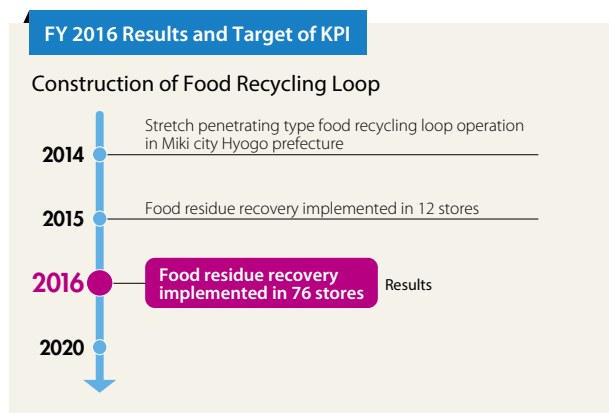 FY 2016 Results and Target of KPI
Construction of Food Recycling Loop
Stretch penetrating type food recycling loop operation
in Miki city Hyogo prefecture
2014
Food residue recovery implemented in 12 stores
2015
2016
Food residue recovery
implemented in 76 stores
Results
2020